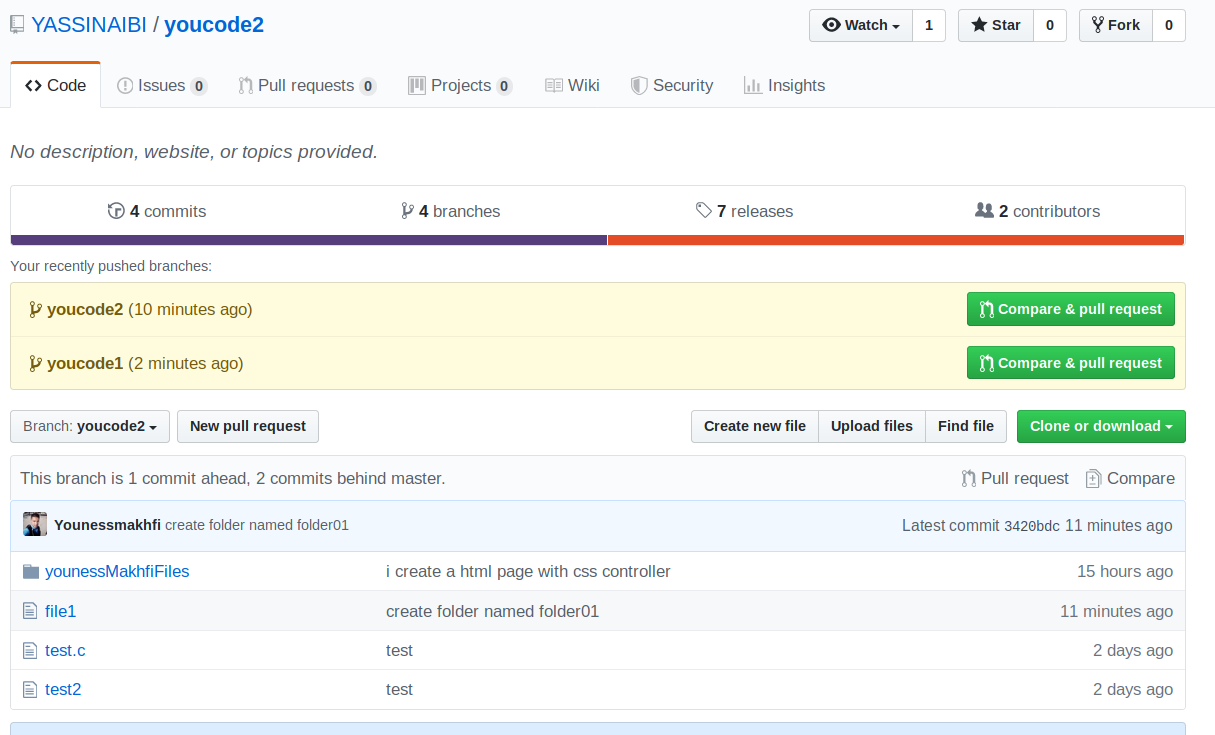 YASSINAIBI / youcode2 Watch 1 Star 0 Fork 0
Code Issues 0 Pull requests 0 Projects 0 Wiki Security Insights
No description, website, or topics provided.
4 commits 4 branches 7 releases 2 contributors
Your recently pushed branches:
youcode2 (10 minutes ago) Compare & pull request
youcode1 (2 minutes ago) Compare & pull request
Branch: youcode2 New pull request Create new file Upload files Find file Clone or download
This branch is 1 commit ahead, 2 commits behind master. Pull request Compare
Younessmakhfi create folder named folder01 Latest commit 3420bdc 11 minutes ago
younessMakhfiFiles i create a html page with css controller 15 hours ago
file1 create folder named folder01 11 minutes ago
test.c test 2 days ago
test2 test 2 days ago